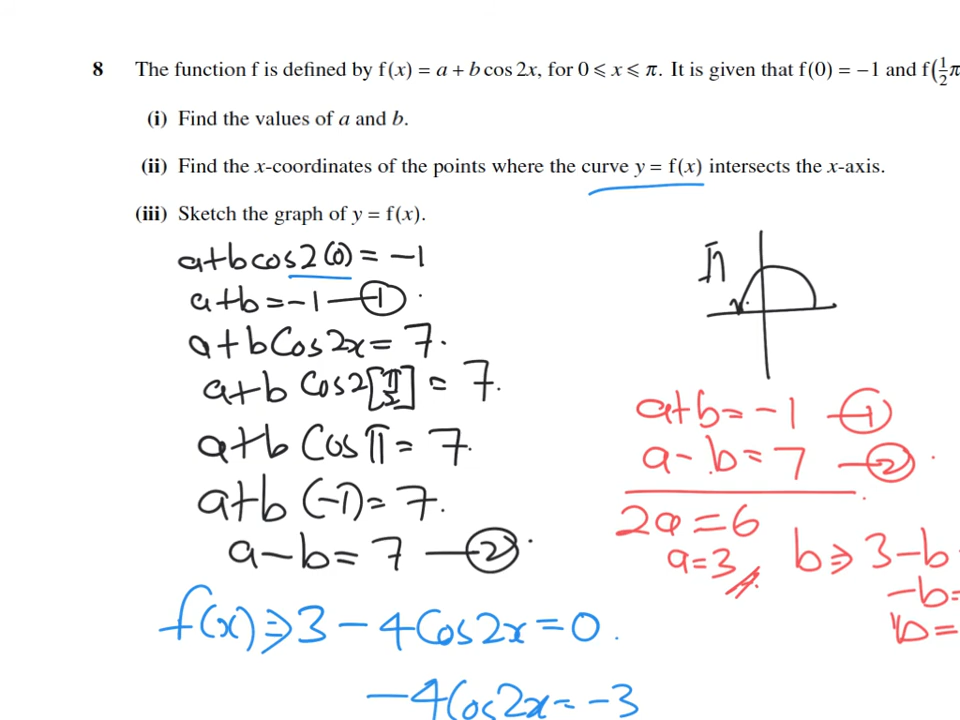 8 The function f is defined by f(x) = a + b cos 2x, for 0 ⩽ x ⩽ π. It is given that f(0) = −1 and f(½π
(i) Find the values of a and b.
(ii) Find the x-coordinates of the points where the curve y = f(x) intersects the x-axis.
(iii) Sketch the graph of y = f(x).
a+bcos2(0) = −1
a+b=−1 —①
a+bCos2x= 7.
a+b Cos2[π/2] = 7.
a+b Cosπ = 7.
a+b (−1)= 7.
a−b= 7 —②
π
a+b=−1 —①
a−b=7 —②
2a=6
a=3
b⇒ 3−b
−b=
b=
f(x)⇒3−4Cos2x=0.
−4Cos2x=−3